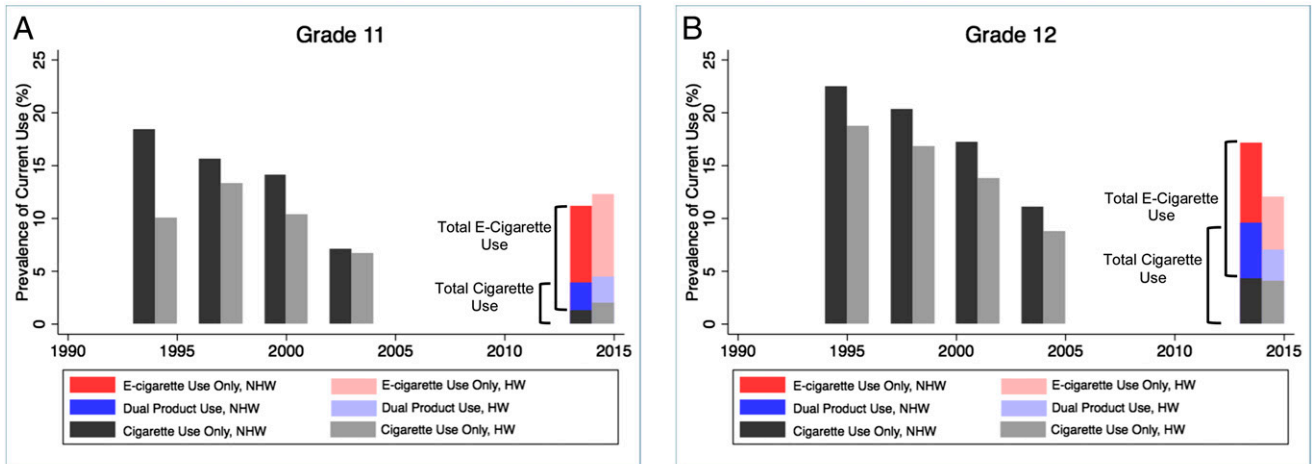 A
Grade 11
Prevalence of Current Use (%)
25
20
15
10
5
0
Total E-Cigarette
Use
Total Cigarette
Use
1990
1995
2000
2005
2010
2015
E-cigarette Use Only, NHW
E-cigarette Use Only, HW
Dual Product Use, NHW
Dual Product Use, HW
Cigarette Use Only, NHW
Cigarette Use Only, HW
B
Grade 12
Prevalence of Current Use (%)
25
20
15
10
5
0
Total E-Cigarette
Use
Total Cigarette
Use
1990
1995
2000
2005
2010
2015
E-cigarette Use Only, NHW
E-cigarette Use Only, HW
Dual Product Use, NHW
Dual Product Use, HW
Cigarette Use Only, NHW
Cigarette Use Only, HW